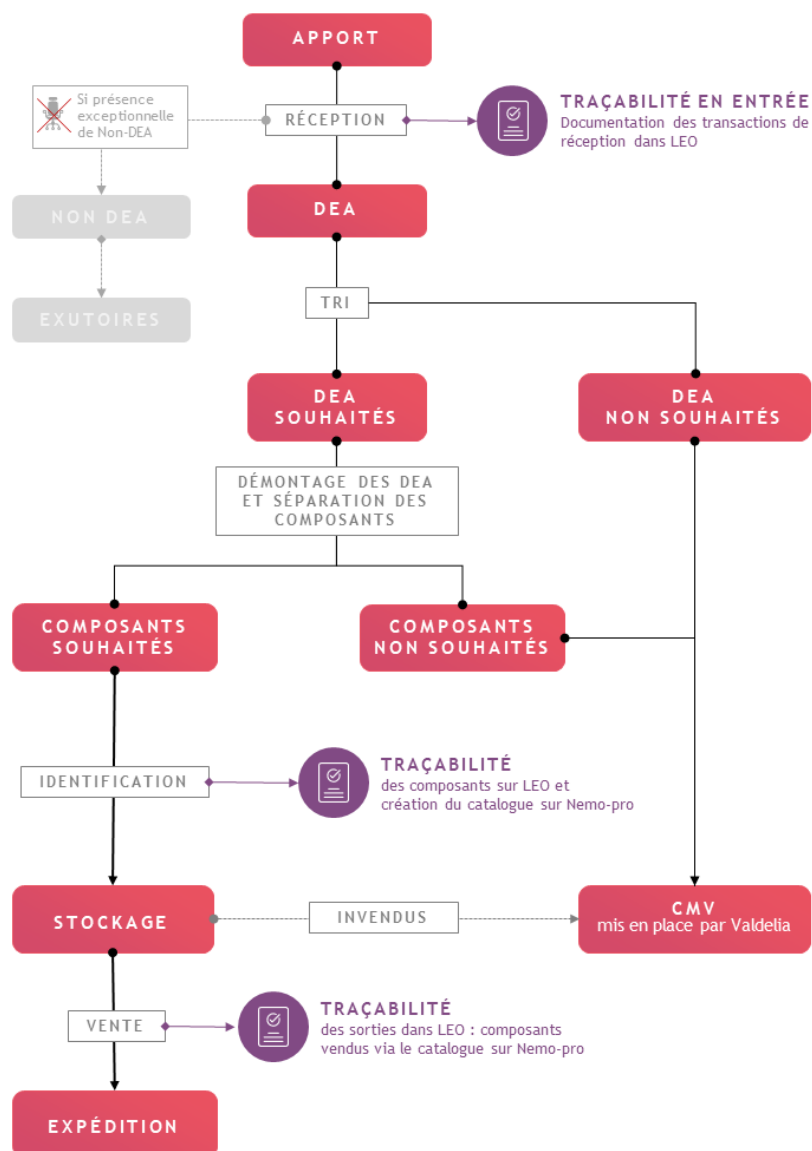 APPORT
Si présence
exceptionnelle
de Non-DEA
RÉCEPTION
TRAÇABILITÉ EN ENTRÉE
Documentation des transactions de
réception dans LEO
NON DEA
DEA
EXUTOIRES
TRI
DEA
SOUHAITÉS
DEA
NON SOUHAITÉS
DÉMONTAGE DES DEA
ET SÉPARATION DES
COMPOSANTS
COMPOSANTS
SOUHAITÉS
COMPOSANTS
NON SOUHAITÉS
IDENTIFICATION
TRAÇABILITÉ
des composants sur LEO et
création du catalogue sur Nemo-pro
STOCKAGE
INVENDUS
CMV
mis en place par Valdelia
VENTE
TRAÇABILITÉ
des sorties dans LEO : composants
vendus via le catalogue sur Nemo-pro
EXPÉDITION